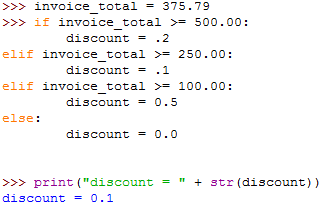 >>> invoice_total = 375.79
>>> if invoice_total >= 500.00:
        discount = .2
elif invoice_total >= 250.00:
        discount = .1
elif invoice_total >= 100.00:
        discount = 0.5
else:
        discount = 0.0
>>> print("discount = " + str(discount))
discount = 0.1